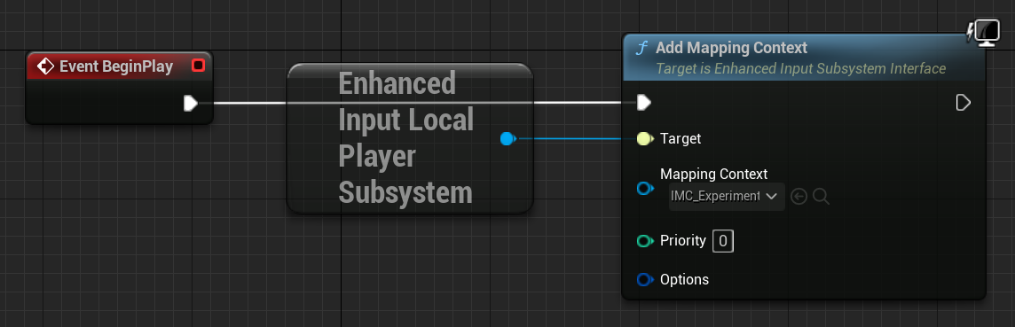 Event BeginPlay
Enhanced
Input Local
Player
Subsystem
f Add Mapping Context
Target is Enhanced Input Subsystem Interface
Target
Mapping Context
IMC_Experiment
Priority 0
Options